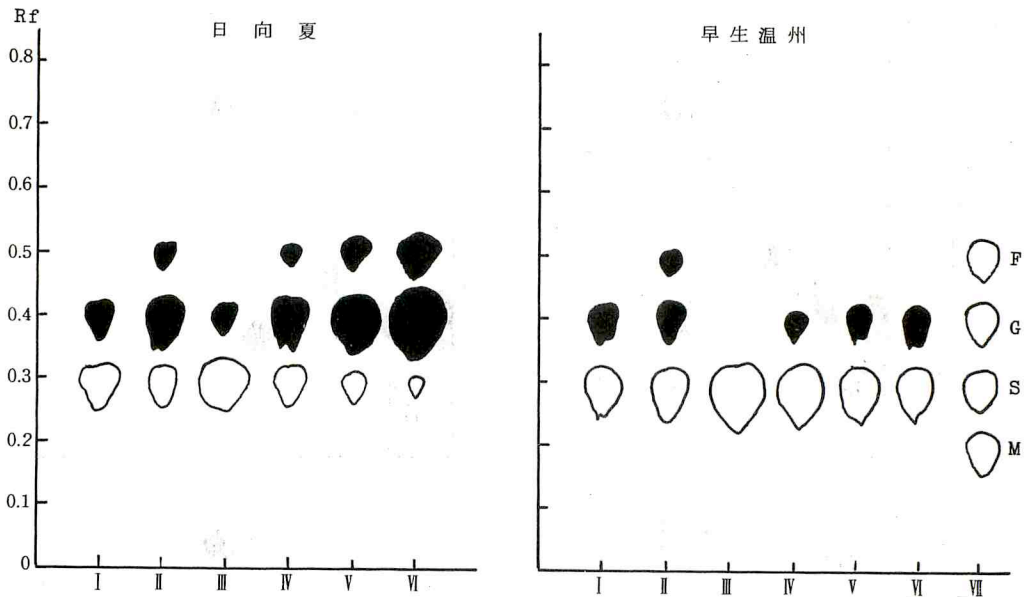 Rf
日向夏
0.8
0.7
0.6
0.5
0.4
0.3
0.2
0.1
0
I II III IV V VI
早生温州
F
G
S
M
I II III IV V VI VII